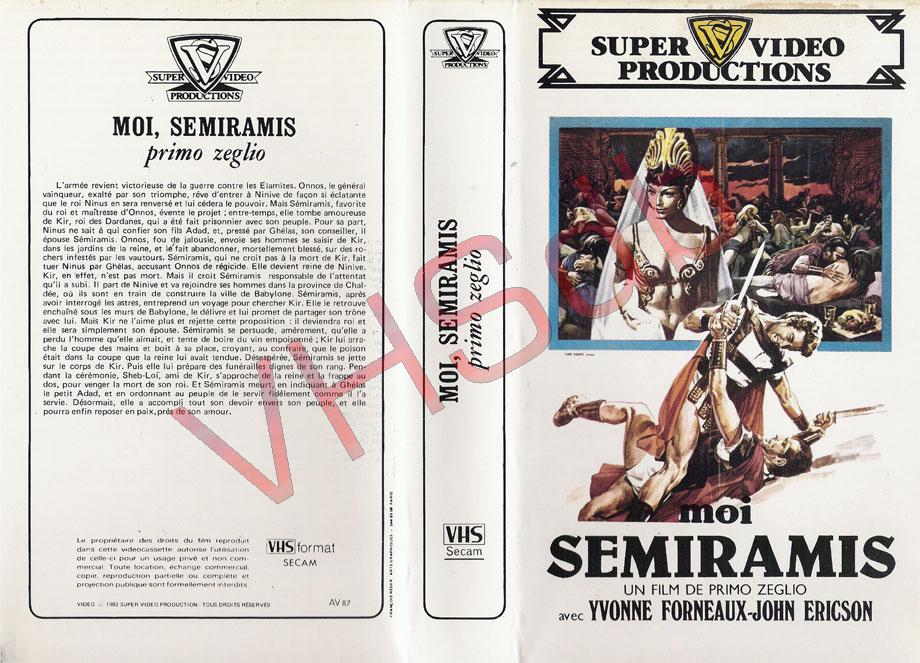 SUPER VIDEO
PRODUCTIONS
MOI, SEMIRAMIS
primo zeglio
L'armée revient victorieuse de la guerre contre les Elamites. Onnos, le général
vainqueur, exalté par son triomphe, rêve d'entrer à Ninive de façon si éclatante
que le roi Ninus en sera renversé et lui cédera le pouvoir. Mais Sémiramis, favorite
du roi et maîtresse d'Onnos, évente le projet ; entre-temps, elle tombe amoureuse
de Kir, roi des Dardanes, qui a été fait prisonnier avec son peuple. Pour sa part,
Ninus ne sait à qui confier son fils Adad, et, pressé par Ghélas, son conseiller, il
épouse Sémiramis. Onnos, fou de jalousie, envoie ses hommes se saisir de Kir,
dans les jardins de la reine, et le fait abandonner, mortellement blessé, sur des ro-
chers infestés par les vautours. Sémiramis, qui ne croit pas à la mort de Kir, fait
tuer Ninus par Ghélas, accusant Onnos de régicide. Elle devient reine de Ninive.
Kir, en effet, n'est pas mort. Mais il croit Sémiramis responsable de l'attentat
qu'il a subi. Il part de Ninive et va rejoindre ses hommes dans la province de Chal-
dée, où ils sont en train de construire la ville de Babylone. Sémiramis, après
avoir interrogé les astres, entreprend un voyage pour chercher Kir. Elle le retrouve
enchaîné sous les murs de Babylone, le délivre et lui promet de partager son trône
avec lui. Mais Kir ne l'aime plus et rejette cette proposition : il deviendra roi et
elle sera simplement son épouse. Sémiramis se persuade, amèrement, qu'elle a
perdu l'homme qu'elle aimait, et tente de boire du vin empoisonné ; Kir lui arra-
che la coupe des mains et boit à sa place, croyant, au contraire, que le poison
était dans la coupe que la reine lui avait tendue. Désespérée, Sémiramis se jette
sur le corps de Kir. Puis elle lui prépare des funérailles dignes de son rang. Pen-
dant la cérémonie, Sheb-Loï, ami de Kir, s'approche de la reine et la frappe au
dos, pour venger la mort de son roi. Et Sémiramis meurt, en indiquant à Ghélas
le petit Adad, et en ordonnant au peuple de le servir fidèlement comme il l'a
servie. Désormais, elle a accompli tout son devoir envers son peuple, et elle
pourra enfin reposer en paix, près de son amour.
Le propriétaire des droits du film reproduit
dans cette vidéocassette autorise l'utilisation
de celle-ci pour un usage privé et non com-
mercial. Toute location, échange commercial,
copie, reproduction partielle ou complète et
projection publique sont formellement interdits.
VHS format
SECAM
VIDEO © 1982 SUPER VIDEO PRODUCTION - TOUS DROITS RÉSERVÉS
AV 87
SUPER VIDEO
PRODUCTIONS
MOI, SEMIRAMIS
primo zeglio
VHS
Secam
SUPER VIDEO
PRODUCTIONS
moi
SEMIRAMIS
UN FILM DE PRIMO ZEGLIO
avec YVONNE FORNEAUX-JOHN ERICSON